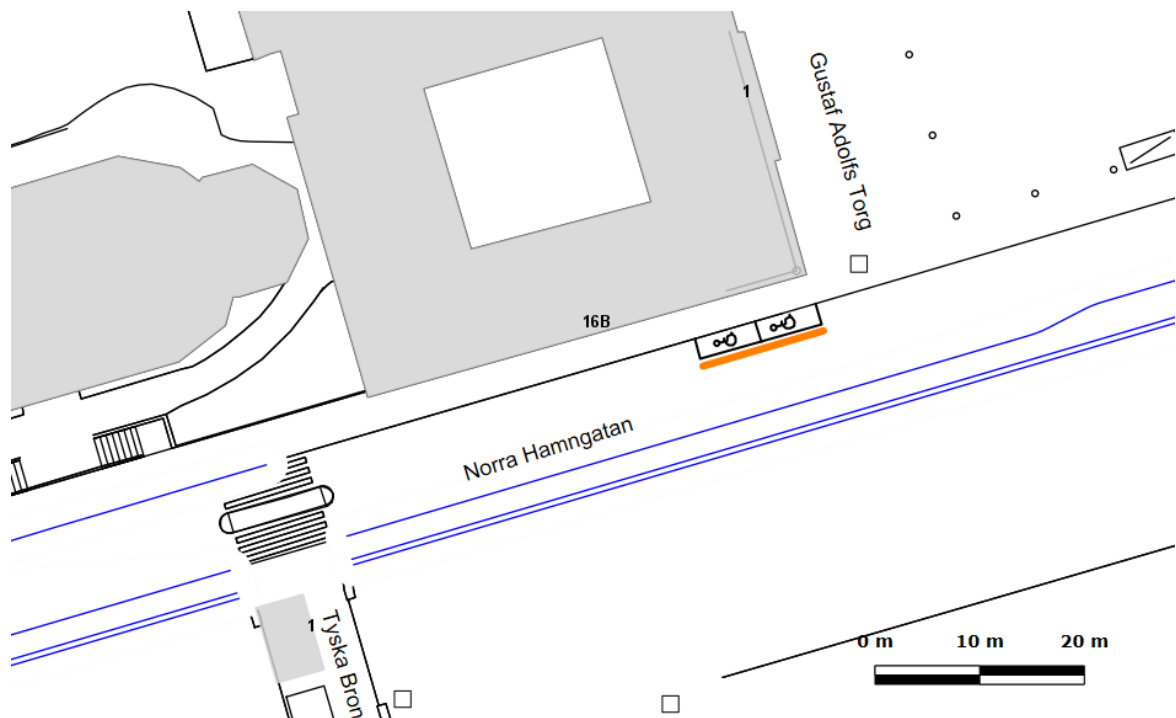 Gustaf Adolfs Torg
1
16B
Norra Hamngatan
1
Tyska Bron
0 m 10 m 20 m